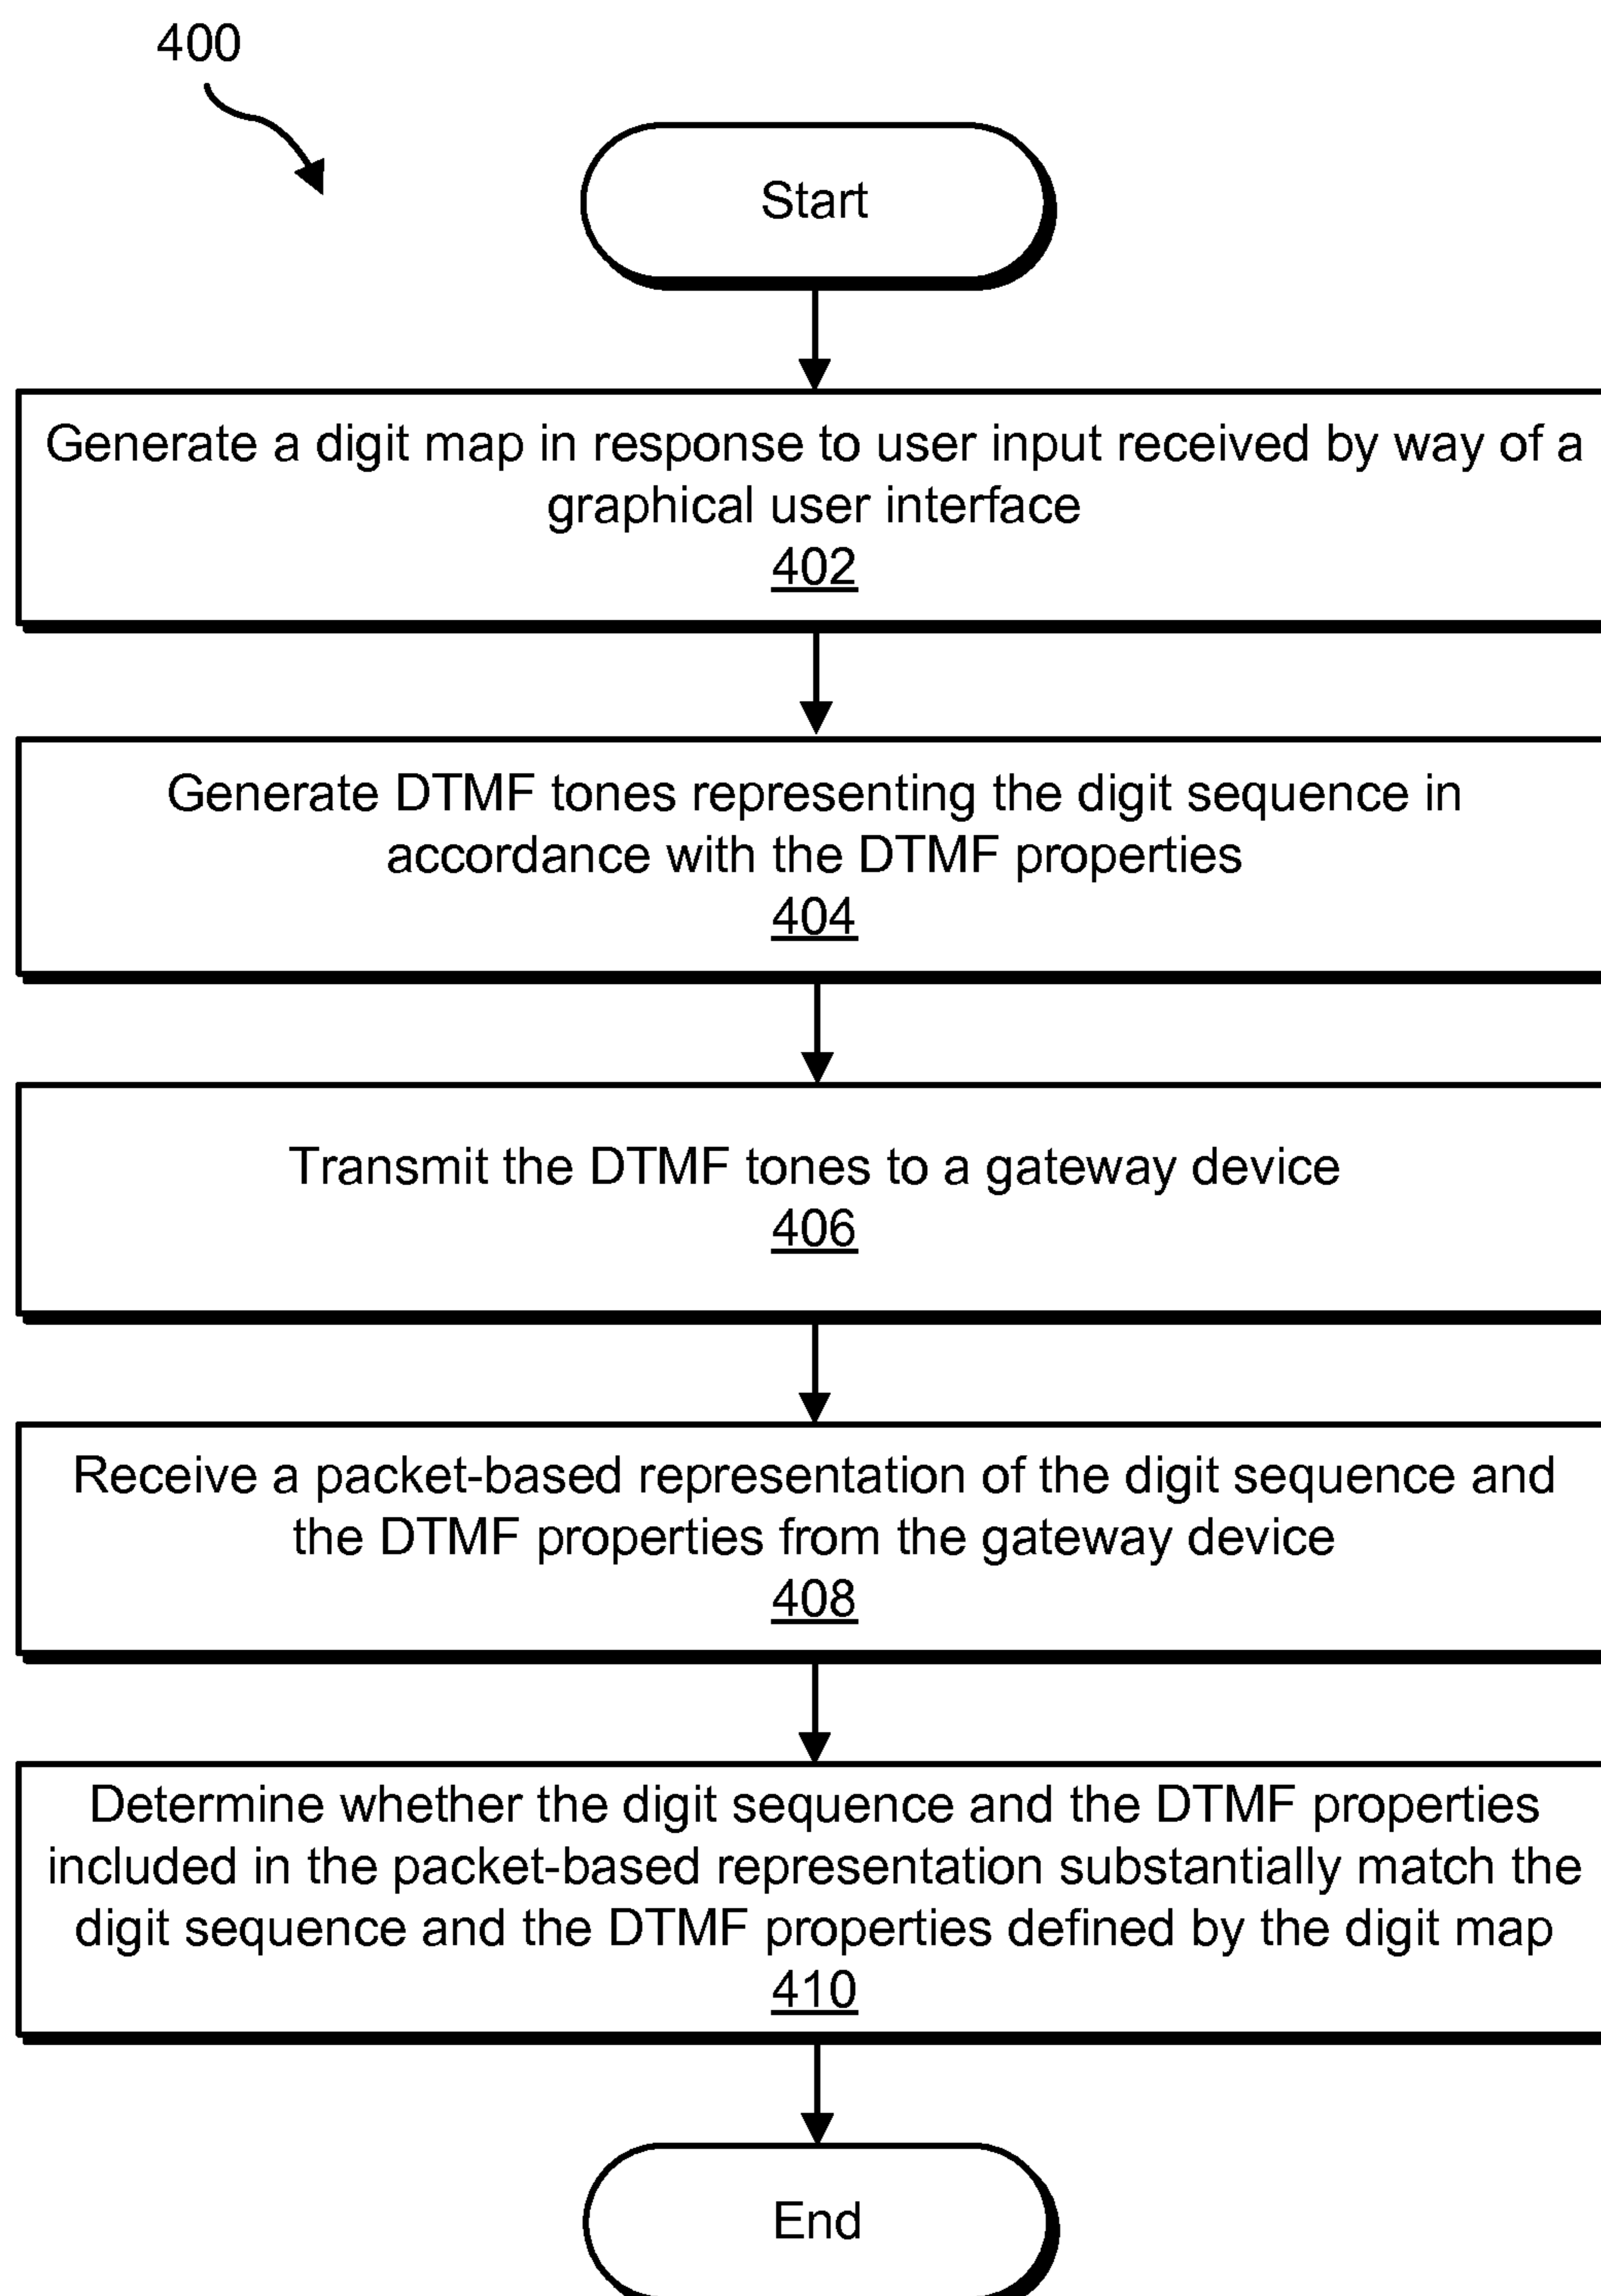 400
Start
Generate a digit map in response to user input received by way of a
graphical user interface
402
Generate DTMF tones representing the digit sequence in
accordance with the DTMF properties
404
Transmit the DTMF tones to a gateway device
406
Receive a packet-based representation of the digit sequence and
the DTMF properties from the gateway device
408
Determine whether the digit sequence and the DTMF properties
included in the packet-based representation substantially match the
digit sequence and the DTMF properties defined by the digit map
410
End